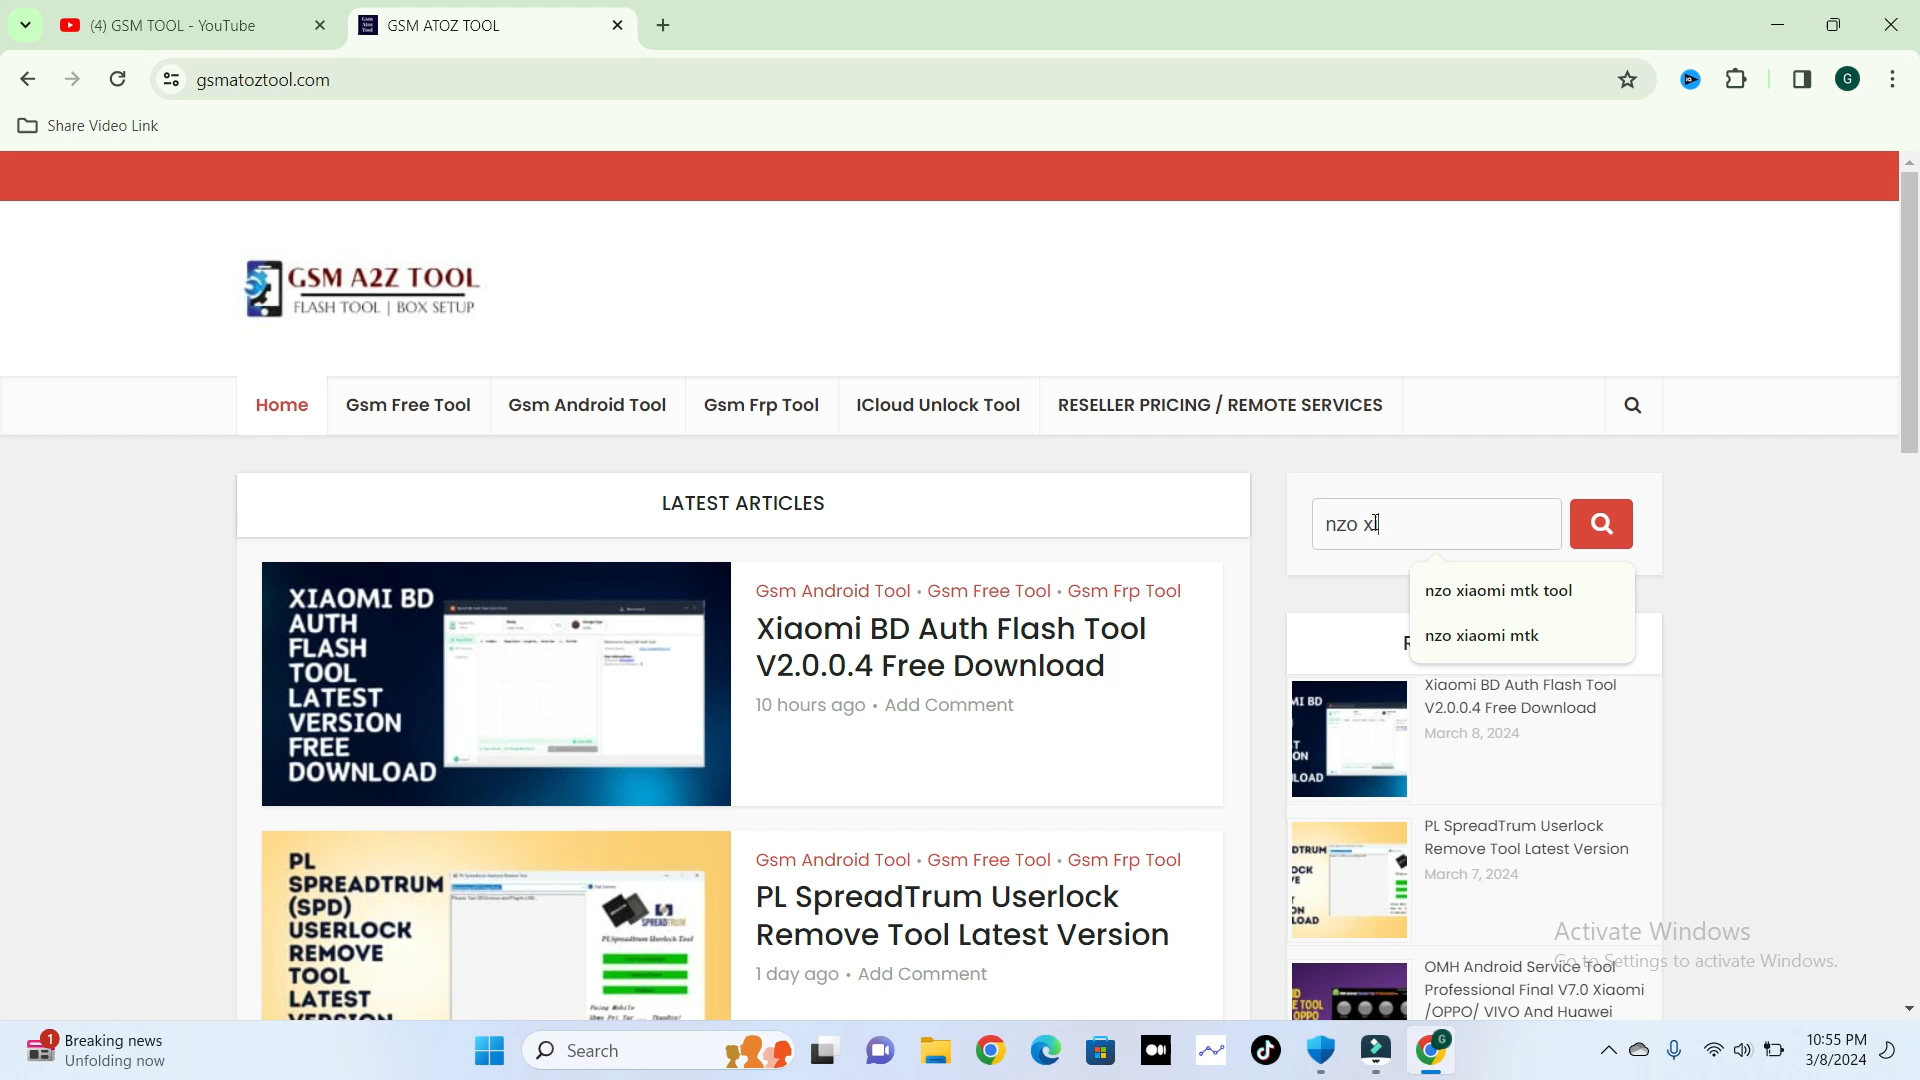 (4) GSM TOOL - YouTube
GSM ATOZ TOOL
gsmatoztool.com
G
Share Video Link
GSM A2Z TOOL
FLASH TOOL | BOX SETUP
Home
Gsm Free Tool
Gsm Android Tool
Gsm Frp Tool
ICloud Unlock Tool
RESELLER PRICING / REMOTE SERVICES
LATEST ARTICLES
nzo xi
nzo xiaomi mtk tool
nzo xiaomi mtk
XIAOMI BD
AUTH
FLASH
TOOL
LATEST
VERSION
FREE
DOWNLOAD
Gsm Android Tool • Gsm Free Tool • Gsm Frp Tool
Xiaomi BD Auth Flash Tool
V2.0.0.4 Free Download
10 hours ago • Add Comment
PL
SPREADTRUM
(SPD)
USERLOCK
REMOVE
TOOL
LATEST
VERSION
Gsm Android Tool • Gsm Free Tool • Gsm Frp Tool
PL SpreadTrum Userlock
Remove Tool Latest Version
1 day ago • Add Comment
Xiaomi BD Auth Flash Tool
V2.0.0.4 Free Download
March 8, 2024
PL SpreadTrum Userlock
Remove Tool Latest Version
March 7, 2024
OMH Android Service Tool
Professional Final V7.0 Xiaomi
/OPPO/ VIVO And Huawei
Activate Windows
Go to Settings to activate Windows.
1
Breaking news
Unfolding now
Search
G
10:55 PM
3/8/2024